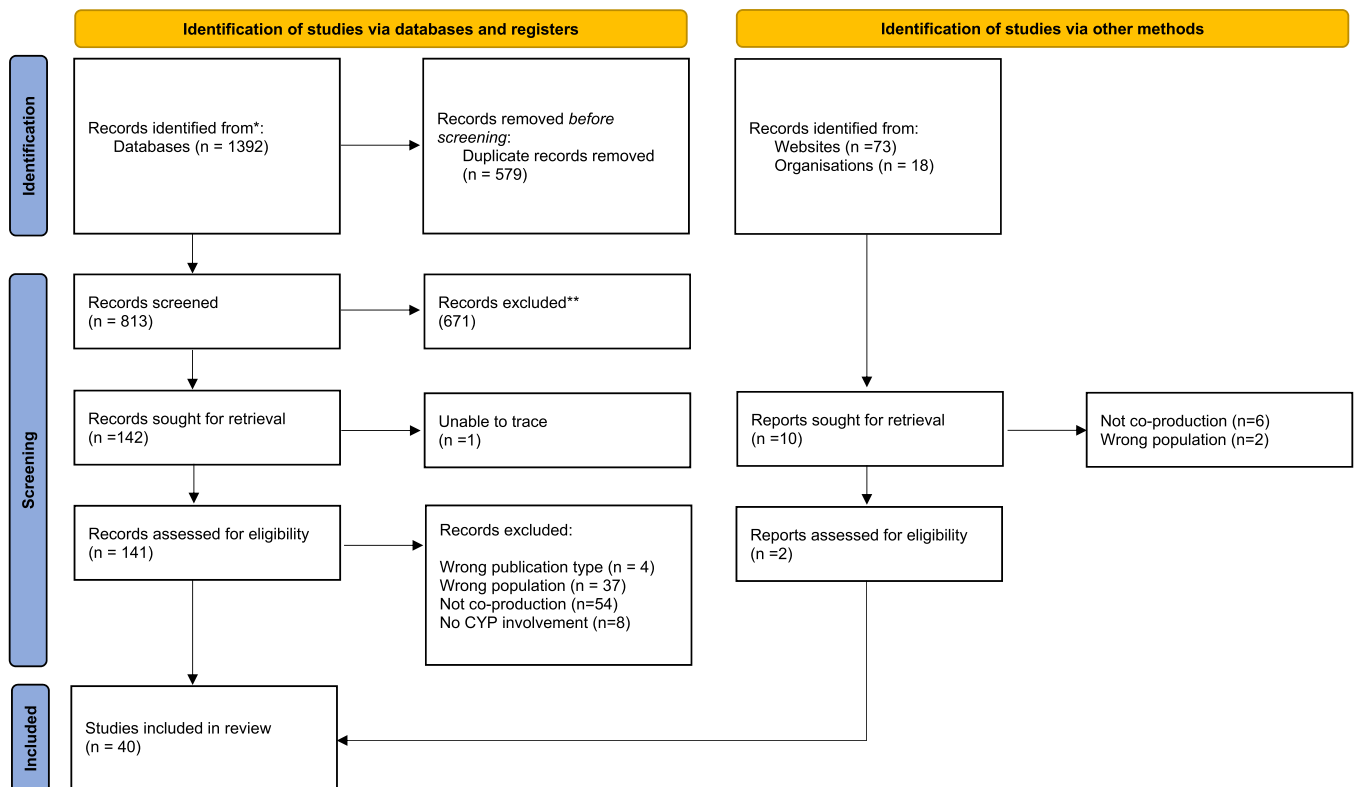 Identification of studies via databases and registers
Identification of studies via other methods
Identification
Records identified from*:
Databases (n = 1392)
Records removed before
screening:
Duplicate records removed
(n = 579)
Records identified from:
Websites (n =73)
Organisations (n = 18)
Screening
Records screened
(n = 813)
Records excluded**
(671)
Records sought for retrieval
(n =142)
Unable to trace
(n =1)
Reports sought for retrieval
(n =10)
Not co-production (n=6)
Wrong population (n=2)
Records assessed for eligibility
(n = 141)
Records excluded:
Wrong publication type (n = 4)
Wrong population (n = 37)
Not co-production (n=54)
No CYP involvement (n=8)
Reports assessed for eligibility
(n =2)
Included
Studies included in review
(n = 40)